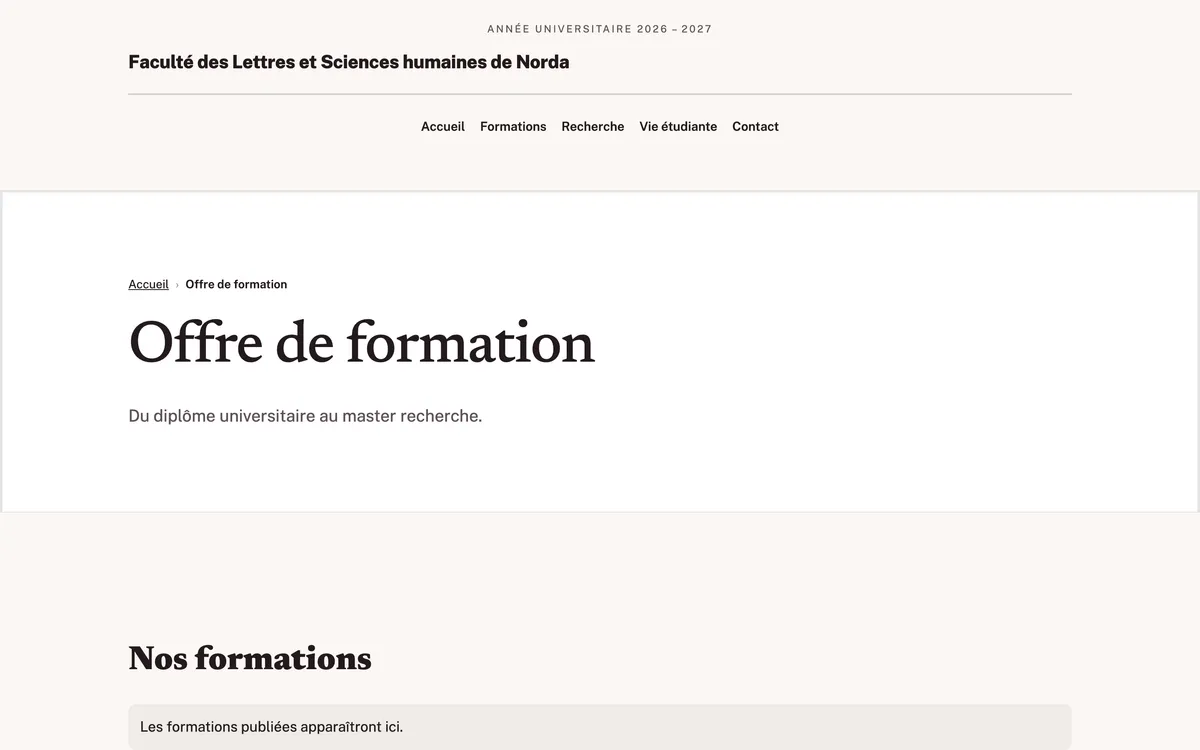 ANNÉE UNIVERSITAIRE 2026 – 2027
Faculté des Lettres et Sciences humaines de Norda
Accueil Formations Recherche Vie étudiante Contact
Accueil › Offre de formation
Offre de formation
Du diplôme universitaire au master recherche.
Nos formations
Les formations publiées apparaîtront ici.